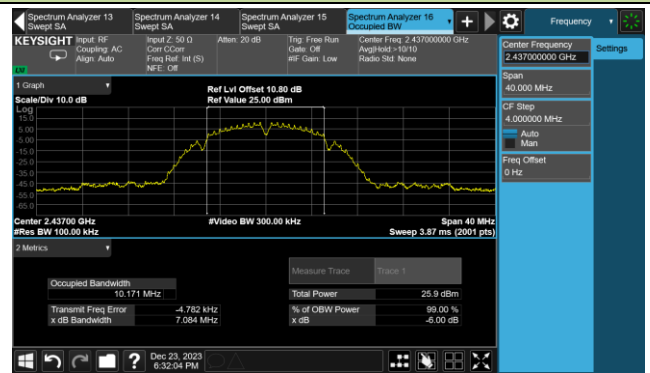 Spectrum Analyzer 13
Swept SA
Spectrum Analyzer 14
Swept SA
Spectrum Analyzer 15
Swept SA
Spectrum Analyzer 16
Occupied BW
Frequency
KEYSIGHT
Input: RF
Coupling: AC
Align: Auto
Input Z: 50 Ω
Corr CCorr
Freq Ref: Int (S)
NFE: Off
Atten: 20 dB
Trig: Free Run
Gate: Off
#IF Gain: Low
Center Freq: 2.437000000 GHz
Avg|Hold:>10/10
Radio Std: None
Center Frequency
2.437000000 GHz
Settings
Span
40.000 MHz
CF Step
4.000000 MHz
Auto
Man
Freq Offset
0 Hz
1 Graph
Scale/Div 10.0 dB
Ref Lvl Offset 10.80 dB
Ref Value 25.00 dBm
Log
15.0
5.00
-5.00
-15.0
-25.0
-35.0
-45.0
-55.0
-65.0
Center 2.43700 GHz
#Res BW 100.00 kHz
#Video BW 300.00 kHz
Span 40 MHz
Sweep 3.87 ms (2001 pts)
2 Metrics
Measure Trace
Trace 1
Occupied Bandwidth
10.171 MHz
Total Power
25.9 dBm
Transmit Freq Error
-4.782 kHz
% of OBW Power
99.00 %
x dB Bandwidth
7.084 MHz
x dB
-6.00 dB
?
Dec 23, 2023
6:32:04 PM